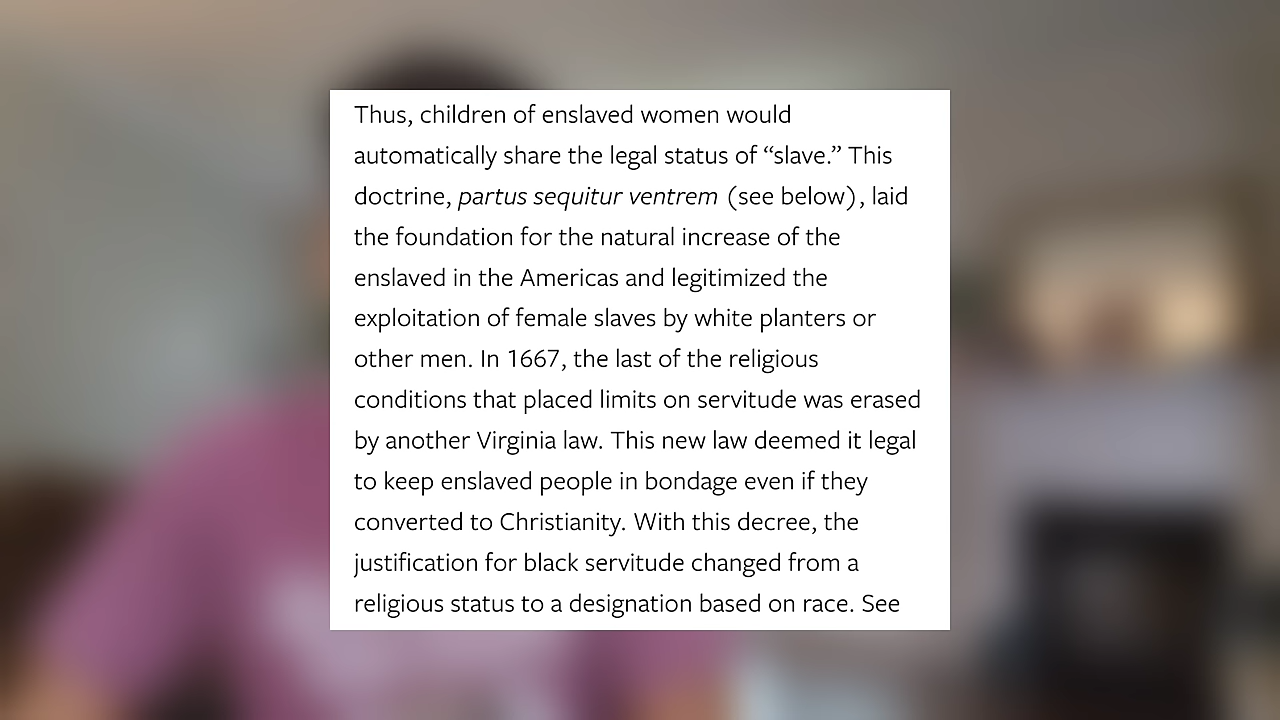 Thus, children of enslaved women would
automatically share the legal status of “slave.” This
doctrine, partus sequitur ventrem (see below), laid
the foundation for the natural increase of the
enslaved in the Americas and legitimized the
exploitation of female slaves by white planters or
other men. In 1667, the last of the religious
conditions that placed limits on servitude was erased
by another Virginia law. This new law deemed it legal
to keep enslaved people in bondage even if they
converted to Christianity. With this decree, the
justification for black servitude changed from a
religious status to a designation based on race. See